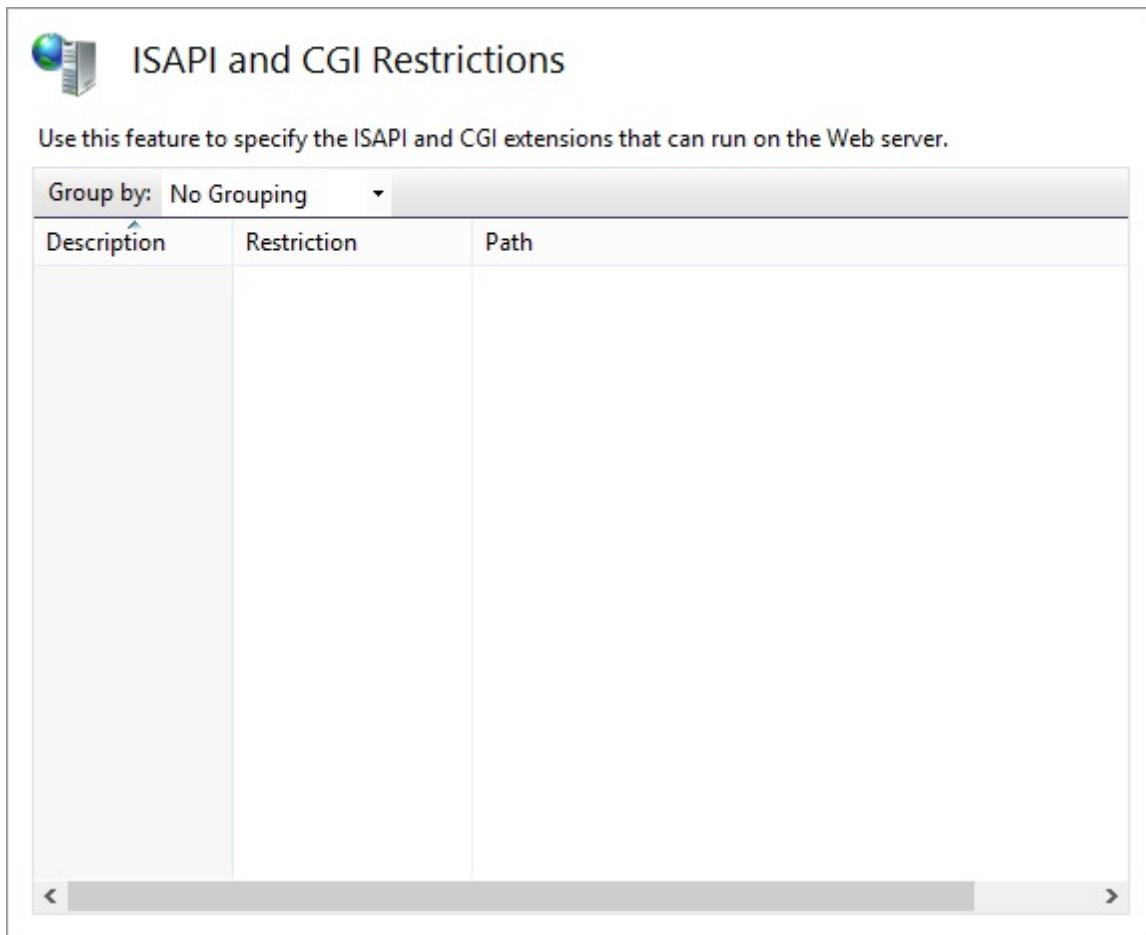 ISAPI and CGI Restrictions
Use this feature to specify the ISAPI and CGI extensions that can run on the Web server.
Group by: No Grouping
Description Restriction Path